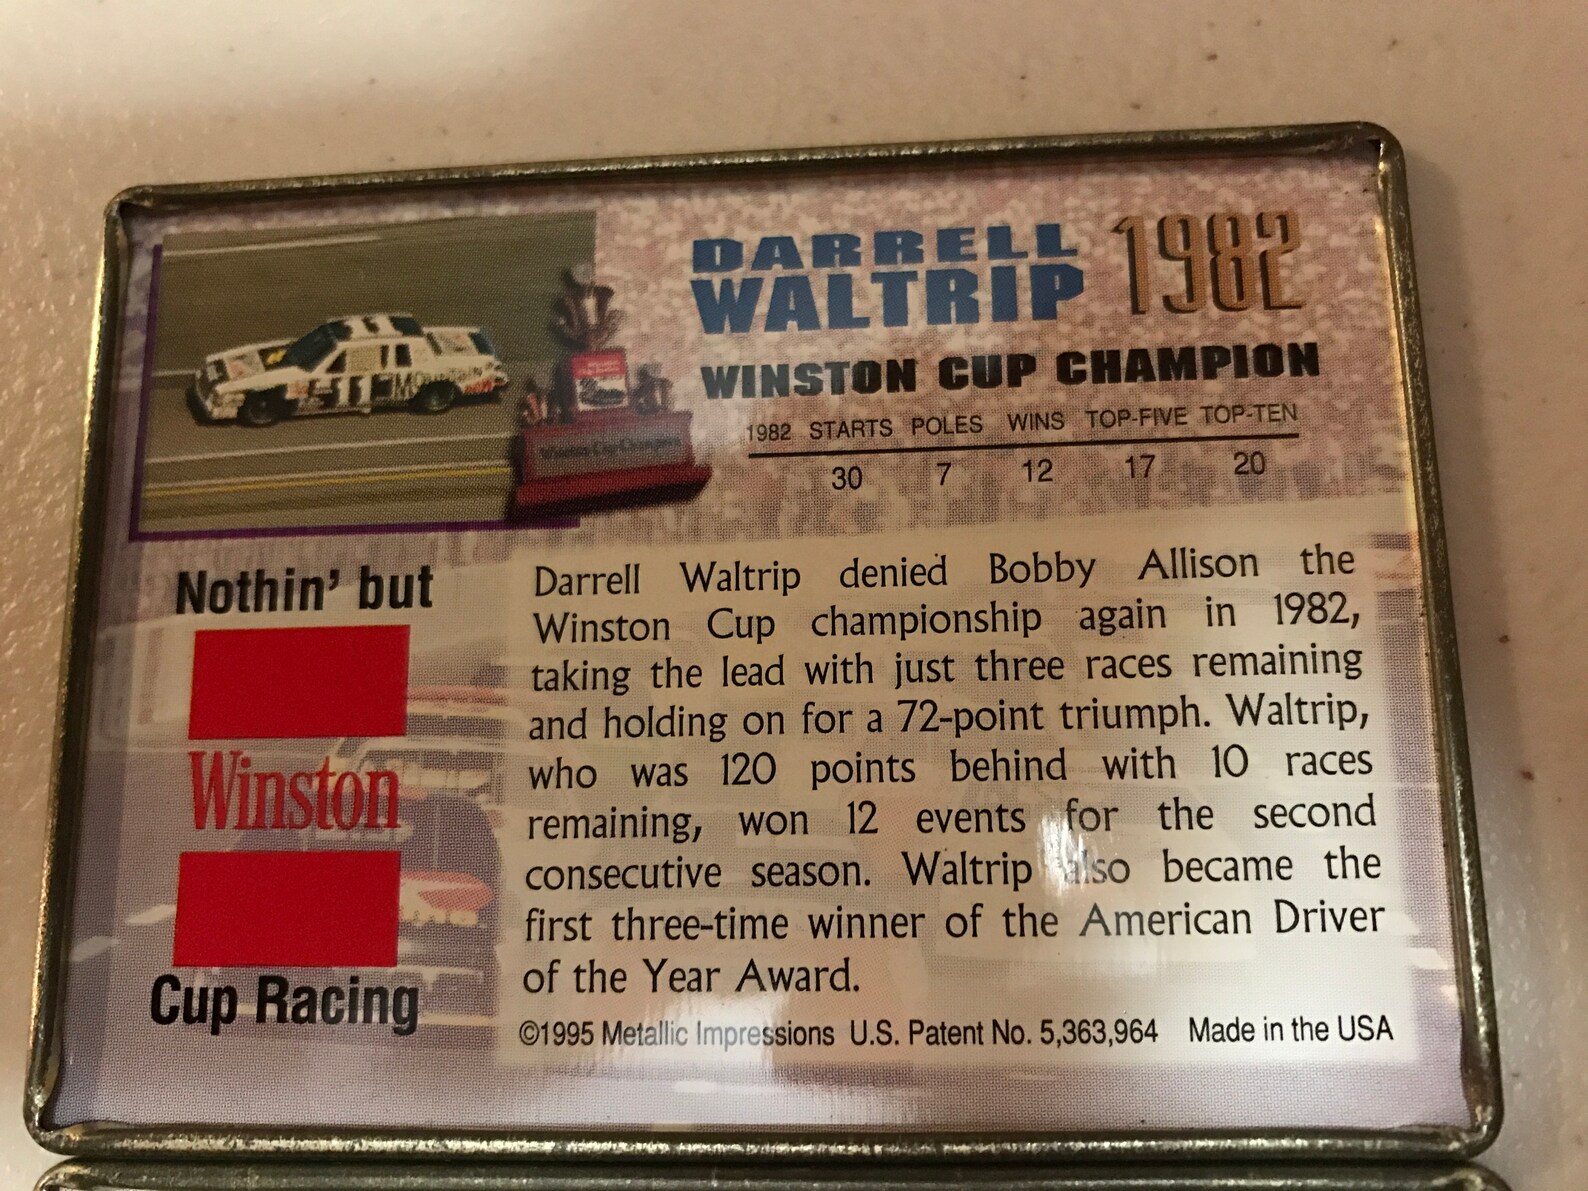 DARRELL
WALTRIP 1982
WINSTON CUP CHAMPION
1982 STARTS POLES WINS TOP-FIVE TOP-TEN
30 7 12 17 20
Winston Cup Champion
Nothin' but
Winston
Cup Racing
Darrell Waltrip denied Bobby Allison the
Winston Cup championship again in 1982,
taking the lead with just three races remaining
and holding on for a 72-point triumph. Waltrip,
who was 120 points behind with 10 races
remaining, won 12 events for the second
consecutive season. Waltrip also became the
first three-time winner of the American Driver
of the Year Award.
©1995 Metallic Impressions U.S. Patent No. 5,363,964 Made in the USA